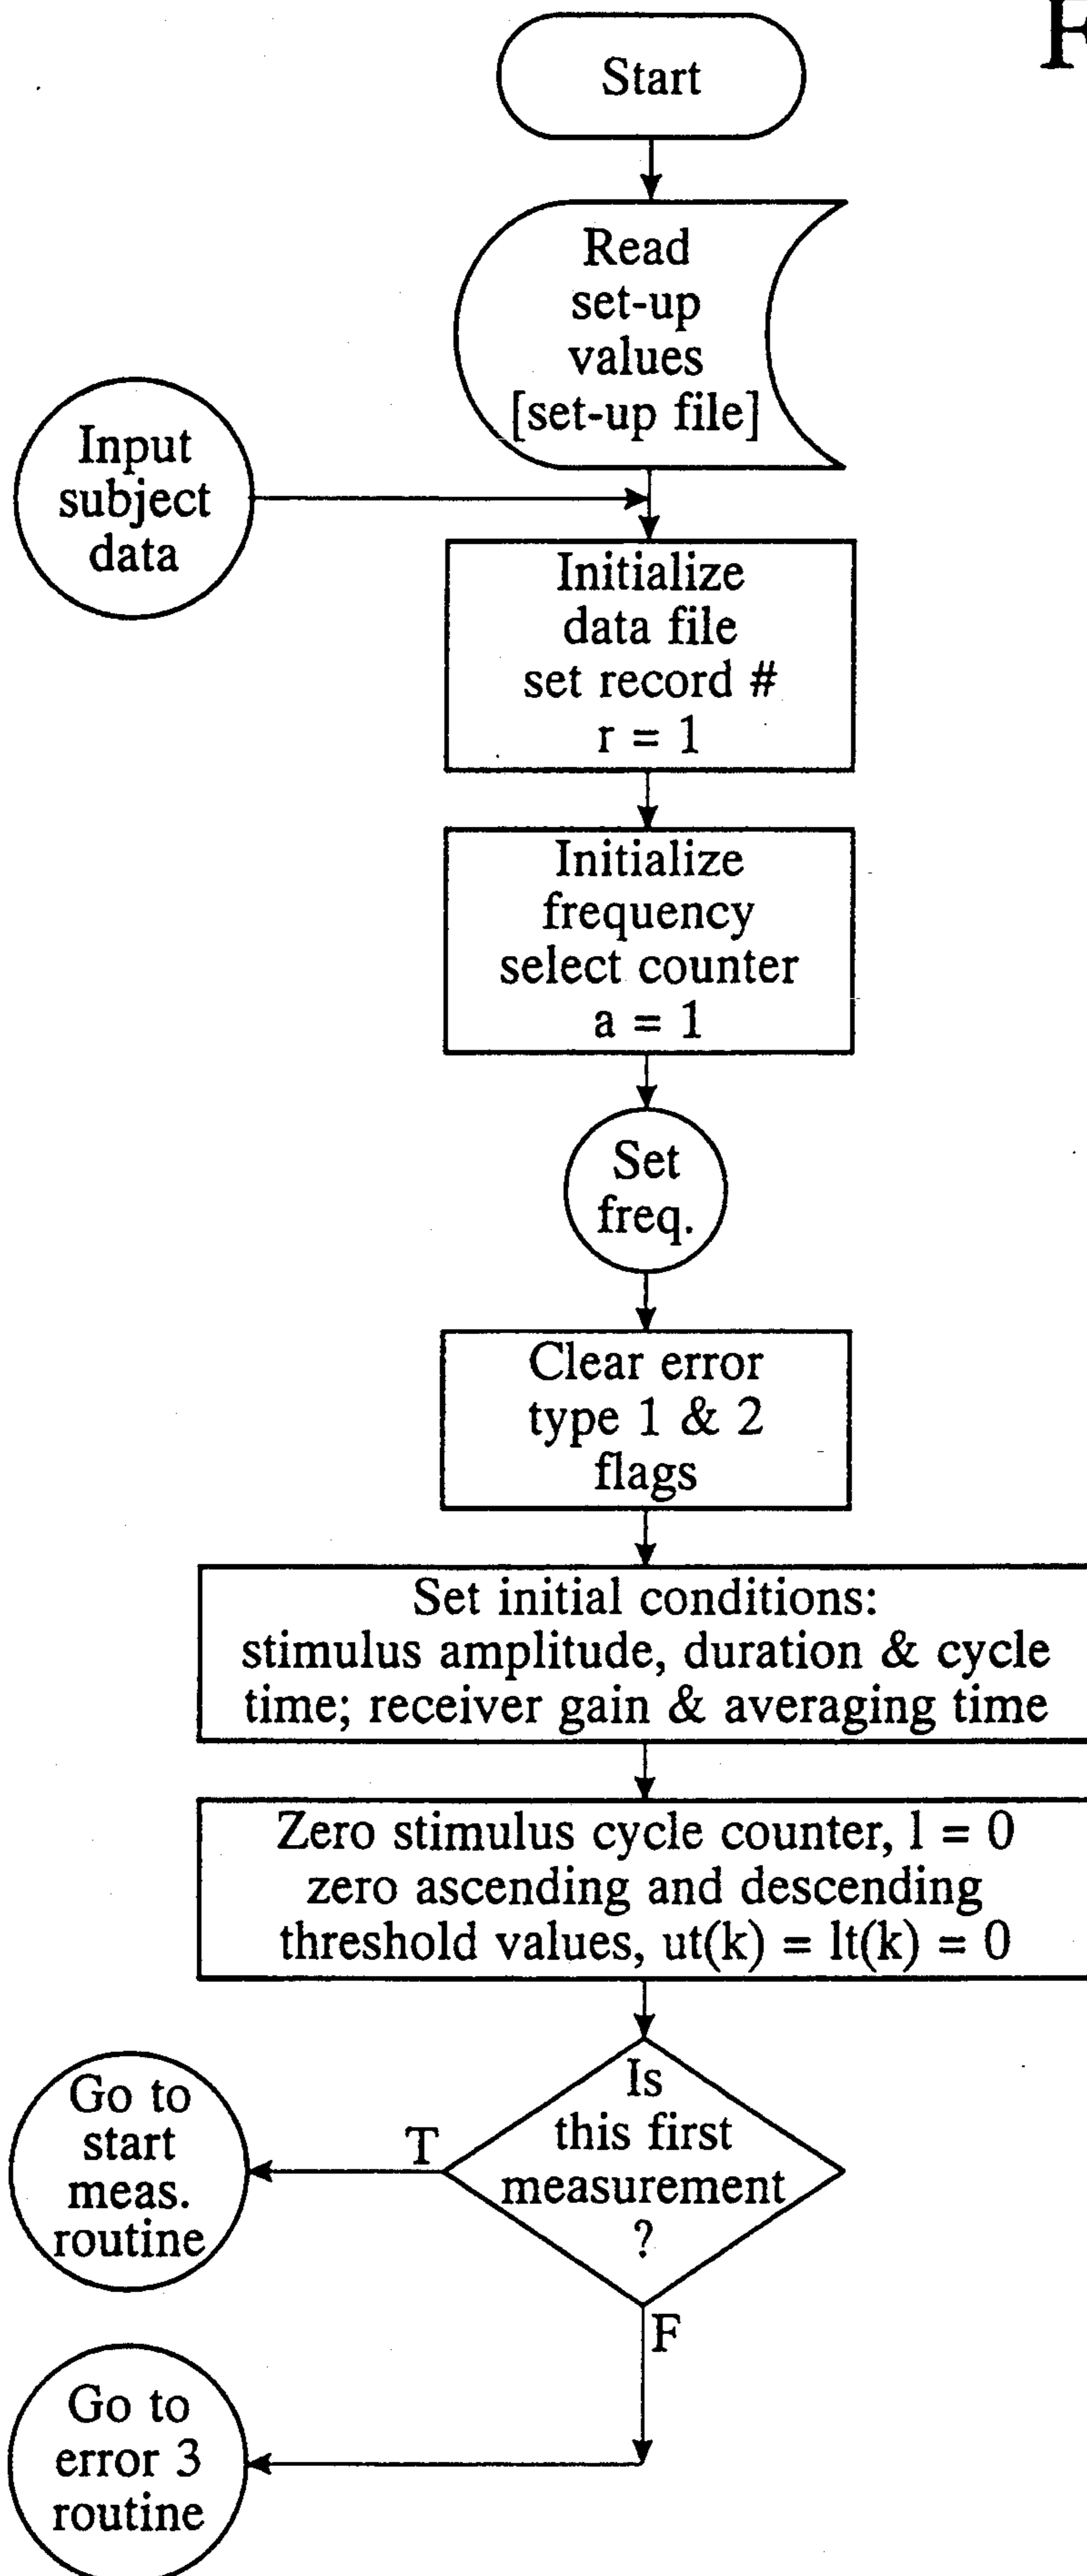 F
Start
Read
set-up
values
[set-up file]
Input
subject
data
Initialize
data file
set record #
r = 1
Initialize
frequency
select counter
a = 1
Set
freq.
Clear error
type 1 & 2
flags
Set initial conditions:
stimulus amplitude, duration & cycle
time; receiver gain & averaging time
Zero stimulus cycle counter, l = 0
zero ascending and descending
threshold values, ut(k) = lt(k) = 0
Is
this first
measurement
?
T
Go to
start
meas.
routine
F
Go to
error 3
routine